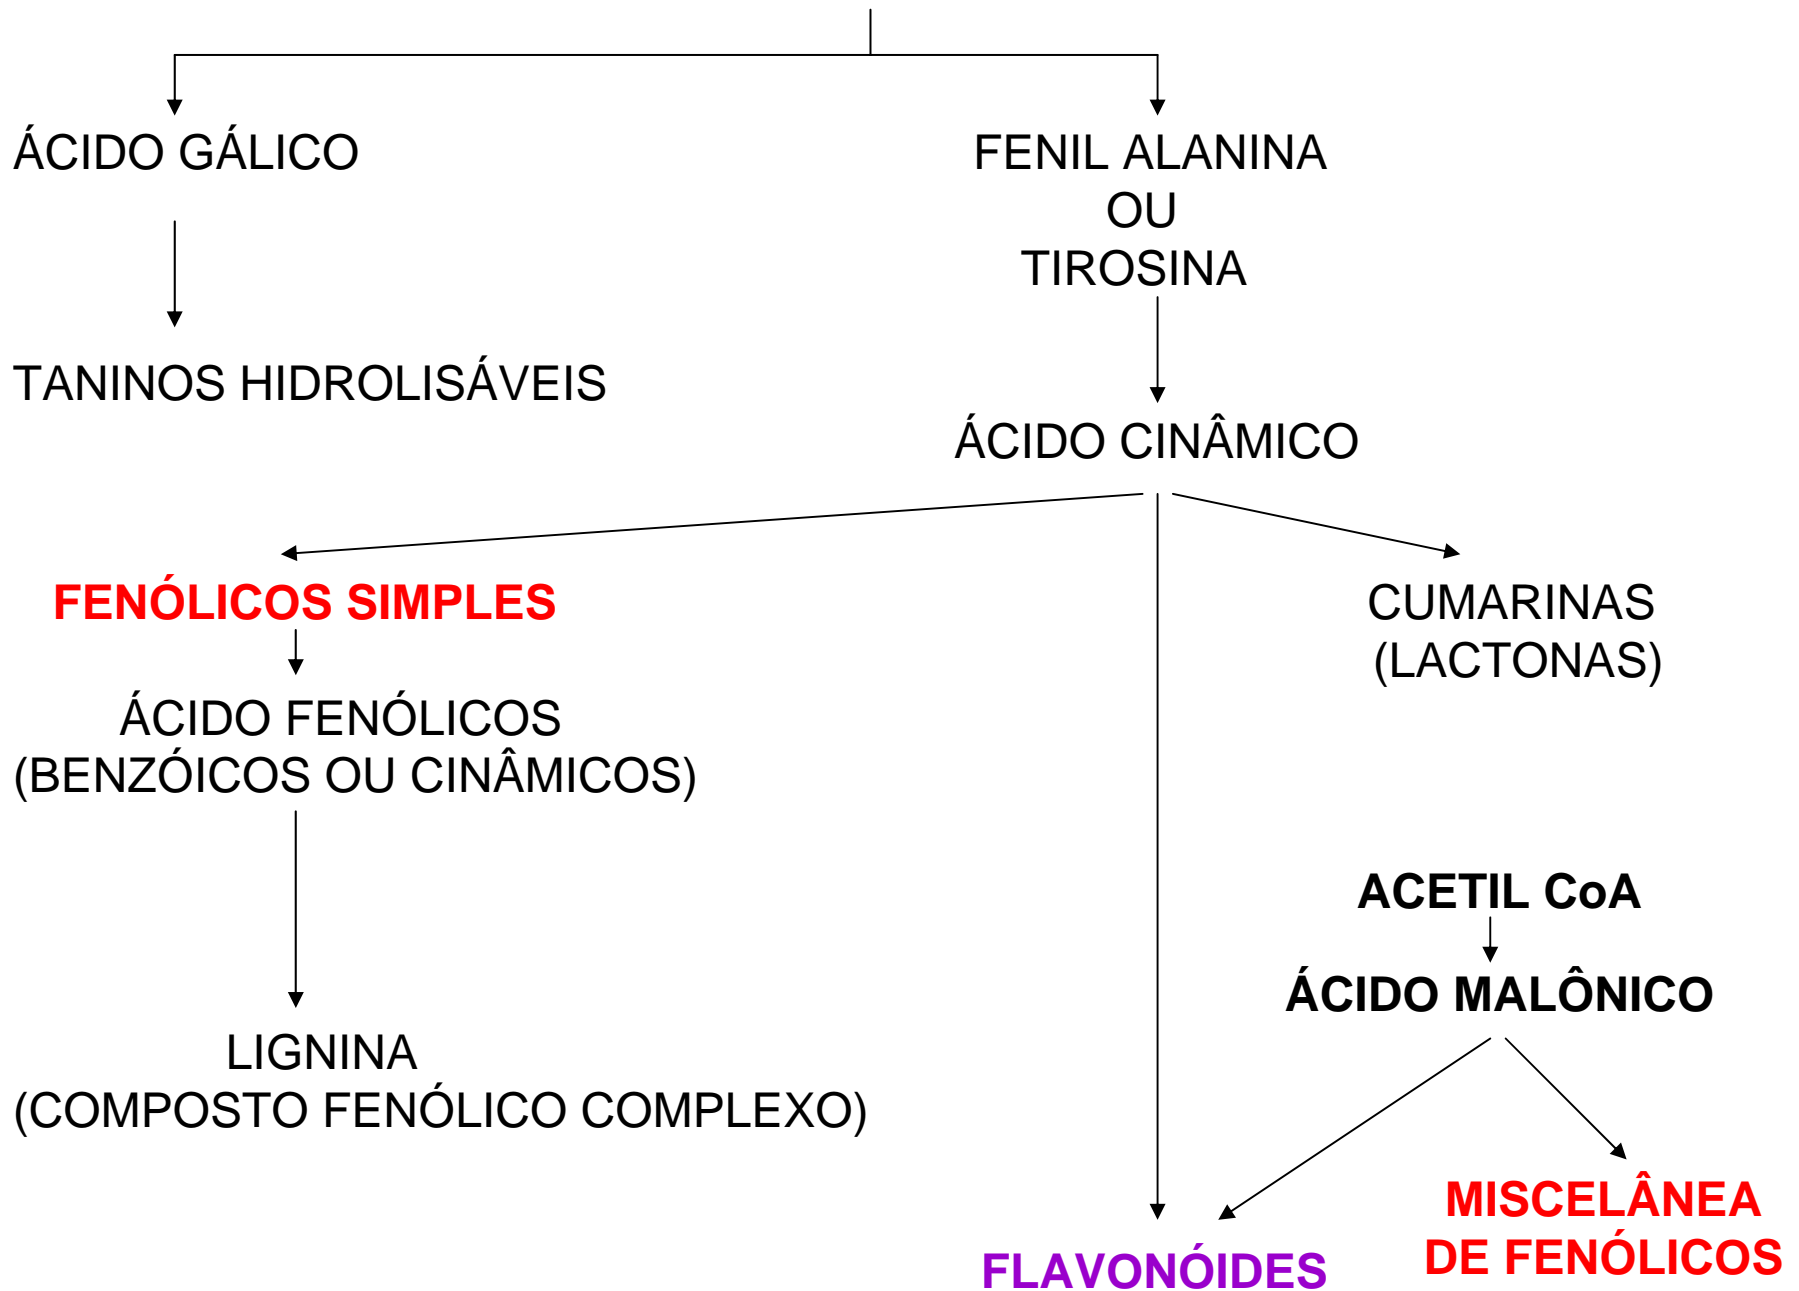 ÁCIDO GÁLICO
FENIL ALANINA
OU
TIROSINA
TANINOS HIDROLISÁVEIS
ÁCIDO CINÂMICO
FENÓLICOS SIMPLES
CUMARINAS
(LACTONAS)
ÁCIDO FENÓLICOS
(BENZÓICOS OU CINÂMICOS)
ACETIL CoA
ÁCIDO MALÔNICO
LIGNINA
(COMPOSTO FENÓLICO COMPLEXO)
MISCELÂNEA
DE FENÓLICOS
FLAVONÓIDES